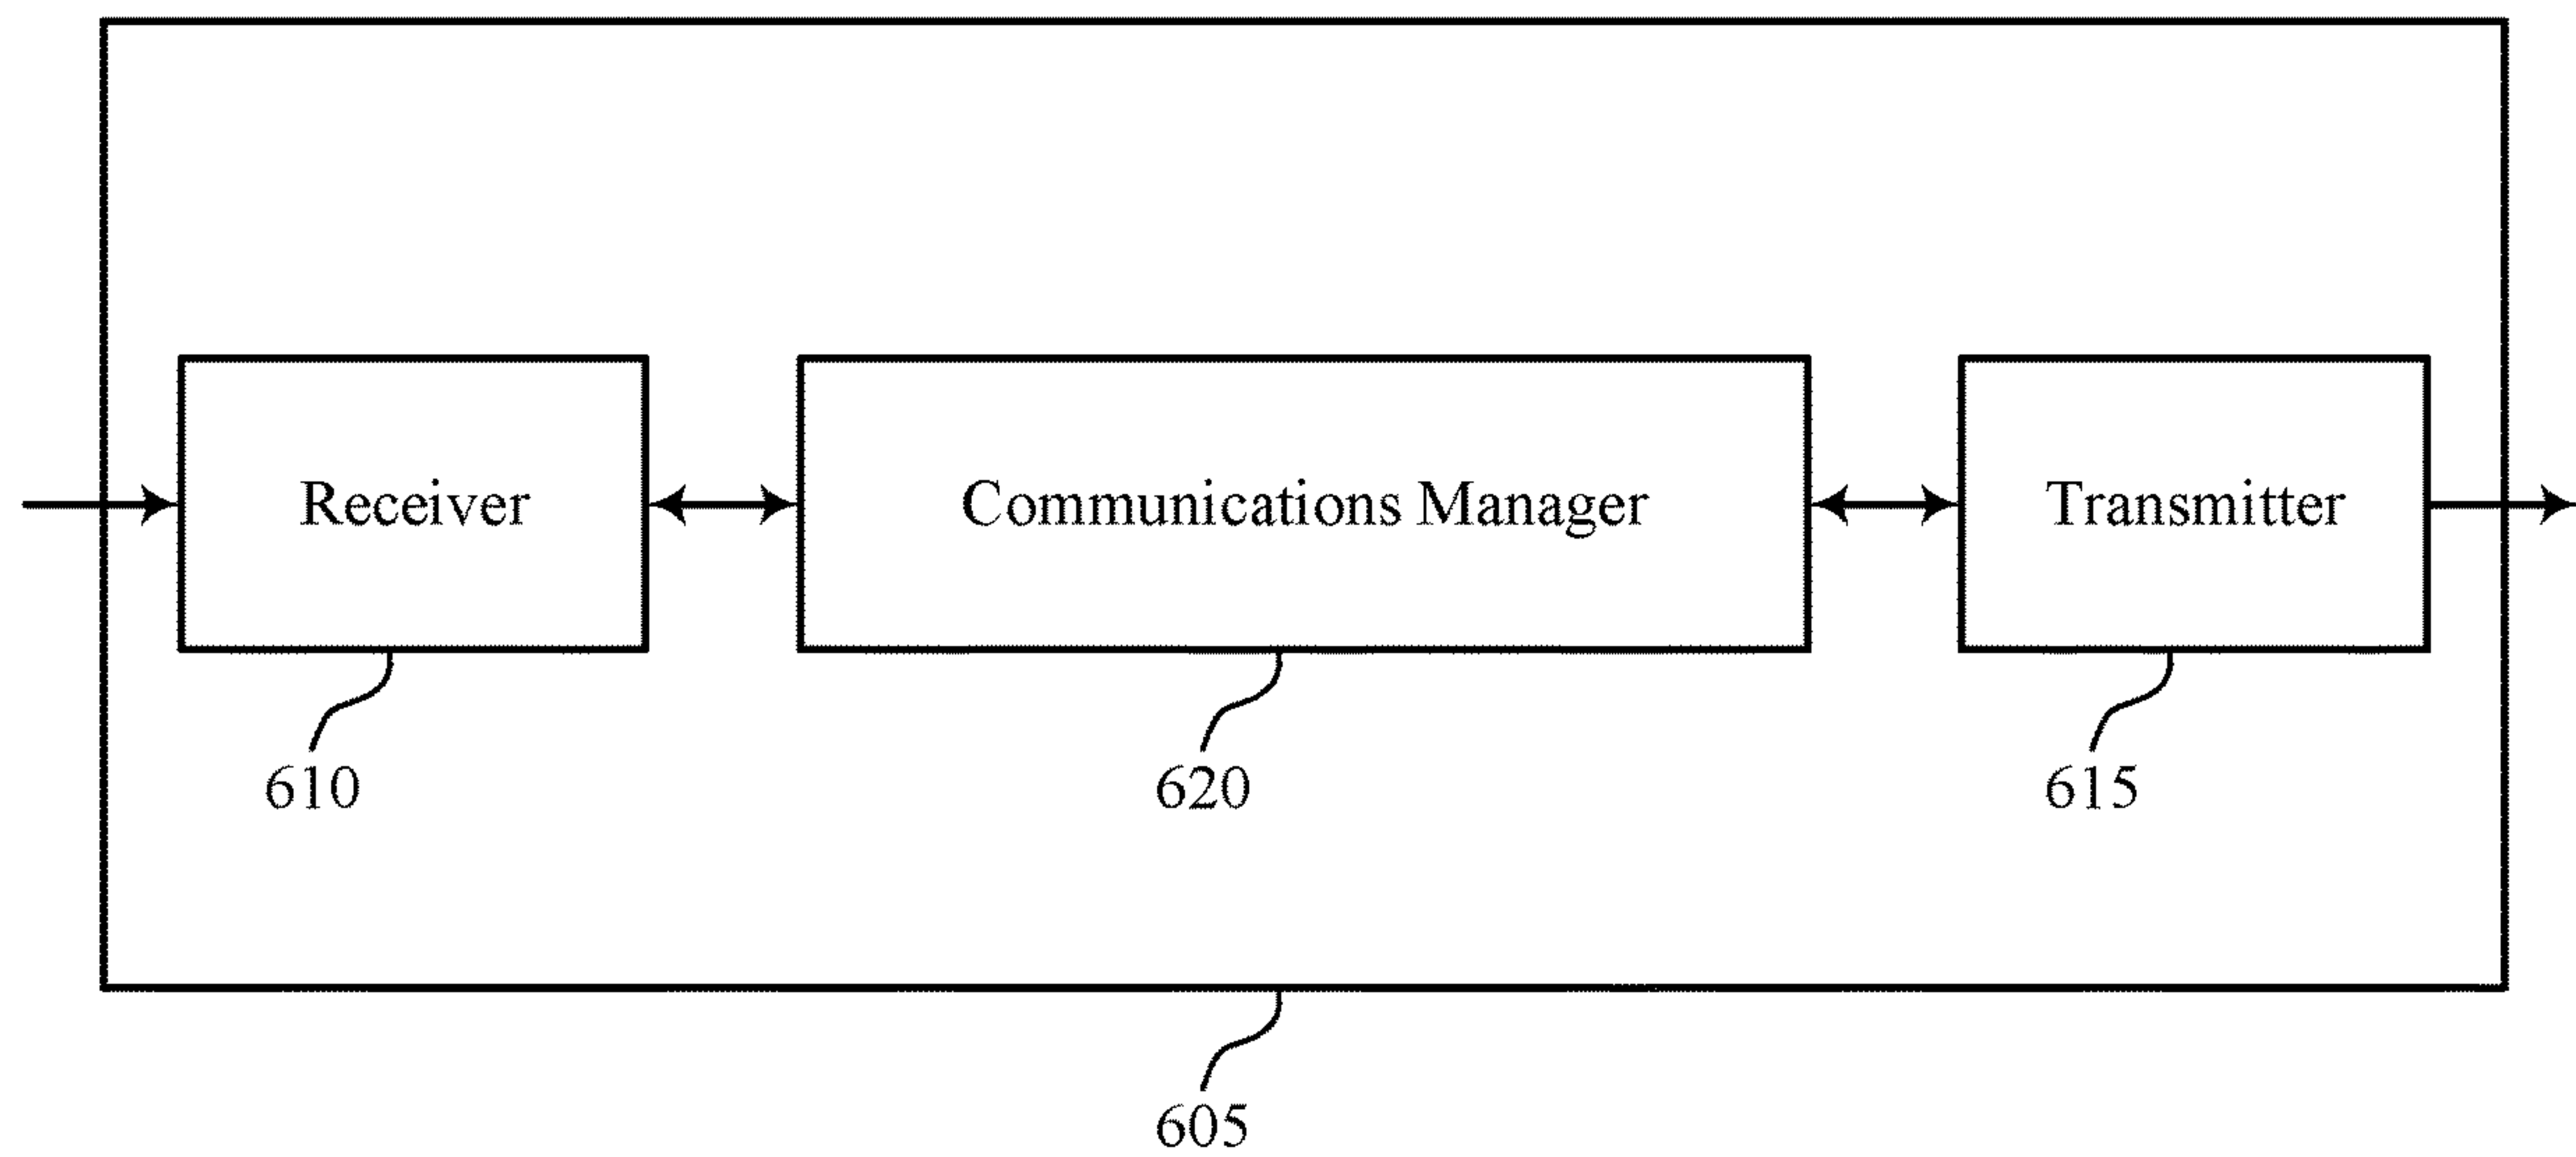 Receiver
Communications Manager
Transmitter
610
620
615
605